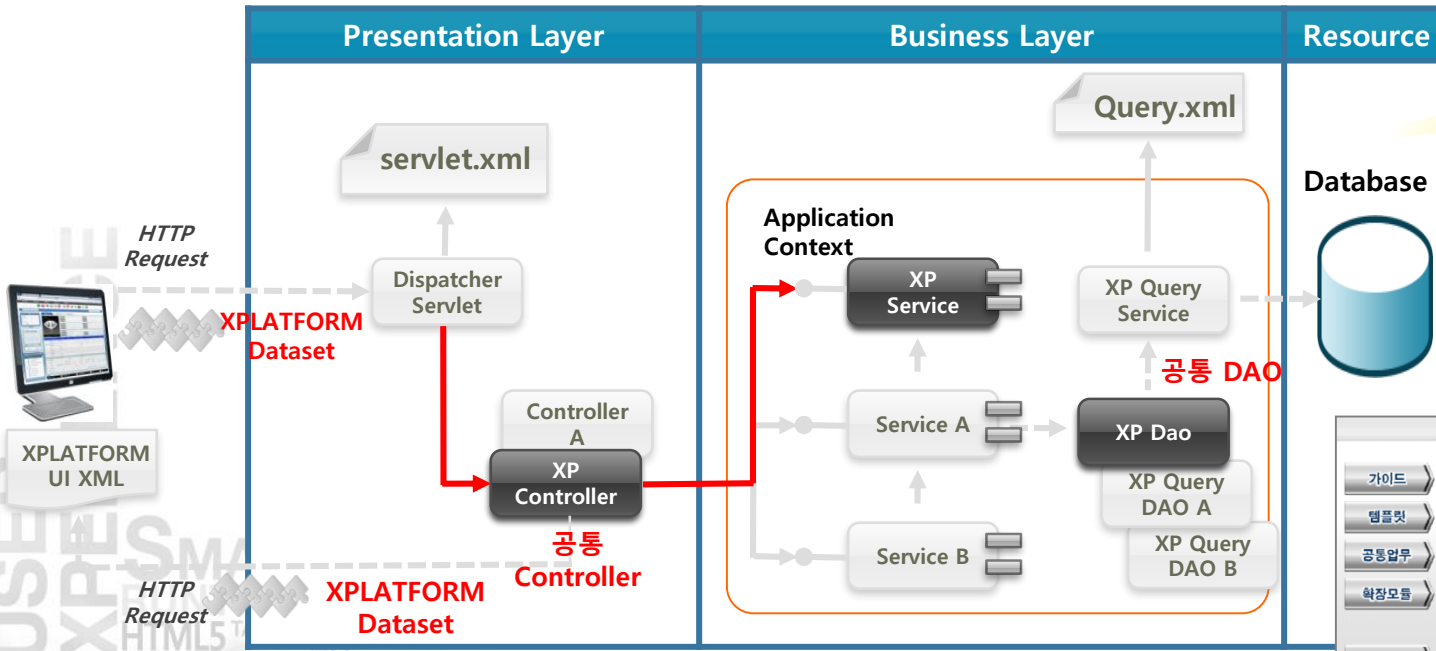 Presentation Layer
Business Layer
Resource
servlet.xml
Query.xml
Database
HTTP
Request
Dispatcher
Servlet
XPLATFORM
Dataset
Application
Context
XP
Service
XP Query
Service
공통 DAO
Controller
A
XP
Controller
Service A
XP Dao
XPLATFORM
UI XML
XP Query
DAO A
공통
Controller
Service B
XP Query
DAO B
HTTP
Request
XPLATFORM
Dataset
HTML5
가이드
템플릿
공통업무
확장모듈